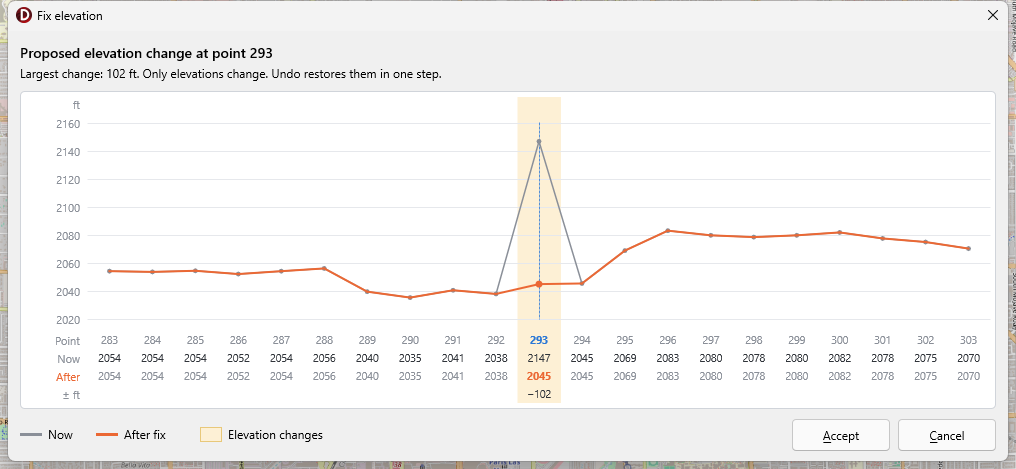 Fix elevation
Proposed elevation change at point 293
Largest change: 102 ft. Only elevations change. Undo restores them in one step.
ft
2160
2140
2120
2100
2080
2060
2040
2020
Point 283 284 285 286 287 288 289 290 291 292 293 294 295 296 297 298 299 300 301 302 303
Now 2054 2054 2054 2052 2054 2056 2040 2035 2041 2038 2147 2045 2069 2083 2080 2078 2080 2082 2078 2075 2070
After 2054 2054 2054 2052 2054 2056 2040 2035 2041 2038 2045 2045 2069 2083 2080 2078 2080 2082 2078 2075 2070
± ft −102
Now After fix Elevation changes
Accept Cancel